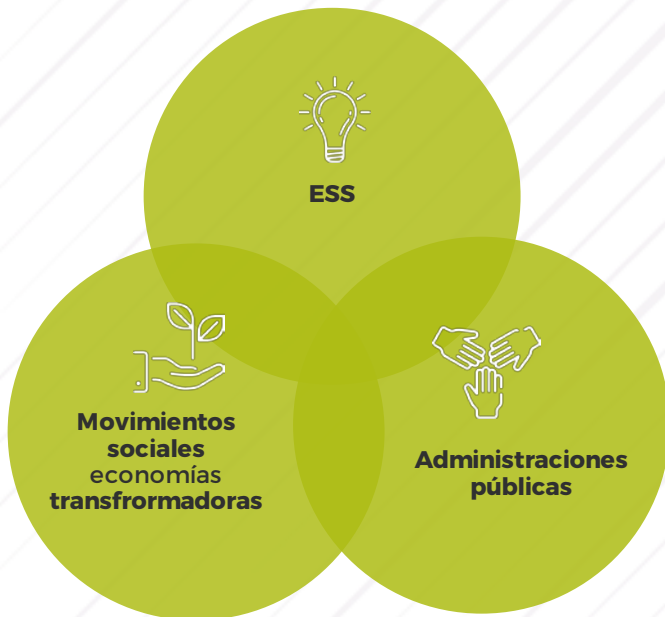 ESS
Movimientos
sociales
economías
transfrormadoras
Administraciones
públicas